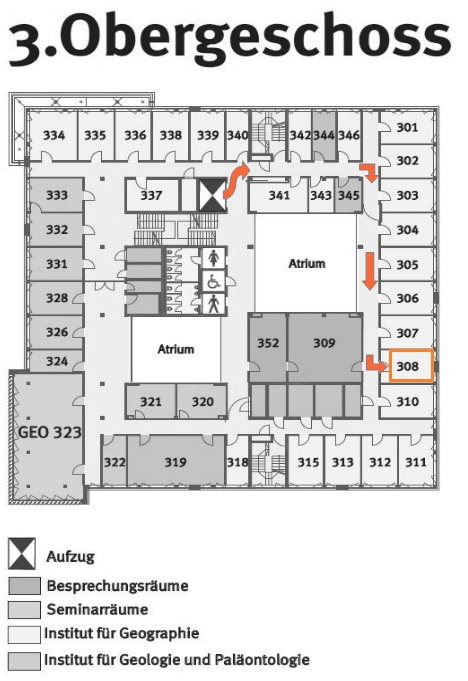 3.Obergeschoss
334 335 336 338 339 340 342 344 346 301
302
333 337 341 343 345 303
332 304
331 Atrium 305
328 306
326 307
Atrium 352 309
324 308
321 320 310
GEO 323
322 319 318 315 313 312 311
Aufzug
Besprechungsräume
Seminarräume
Institut für Geographie
Institut für Geologie und Paläontologie